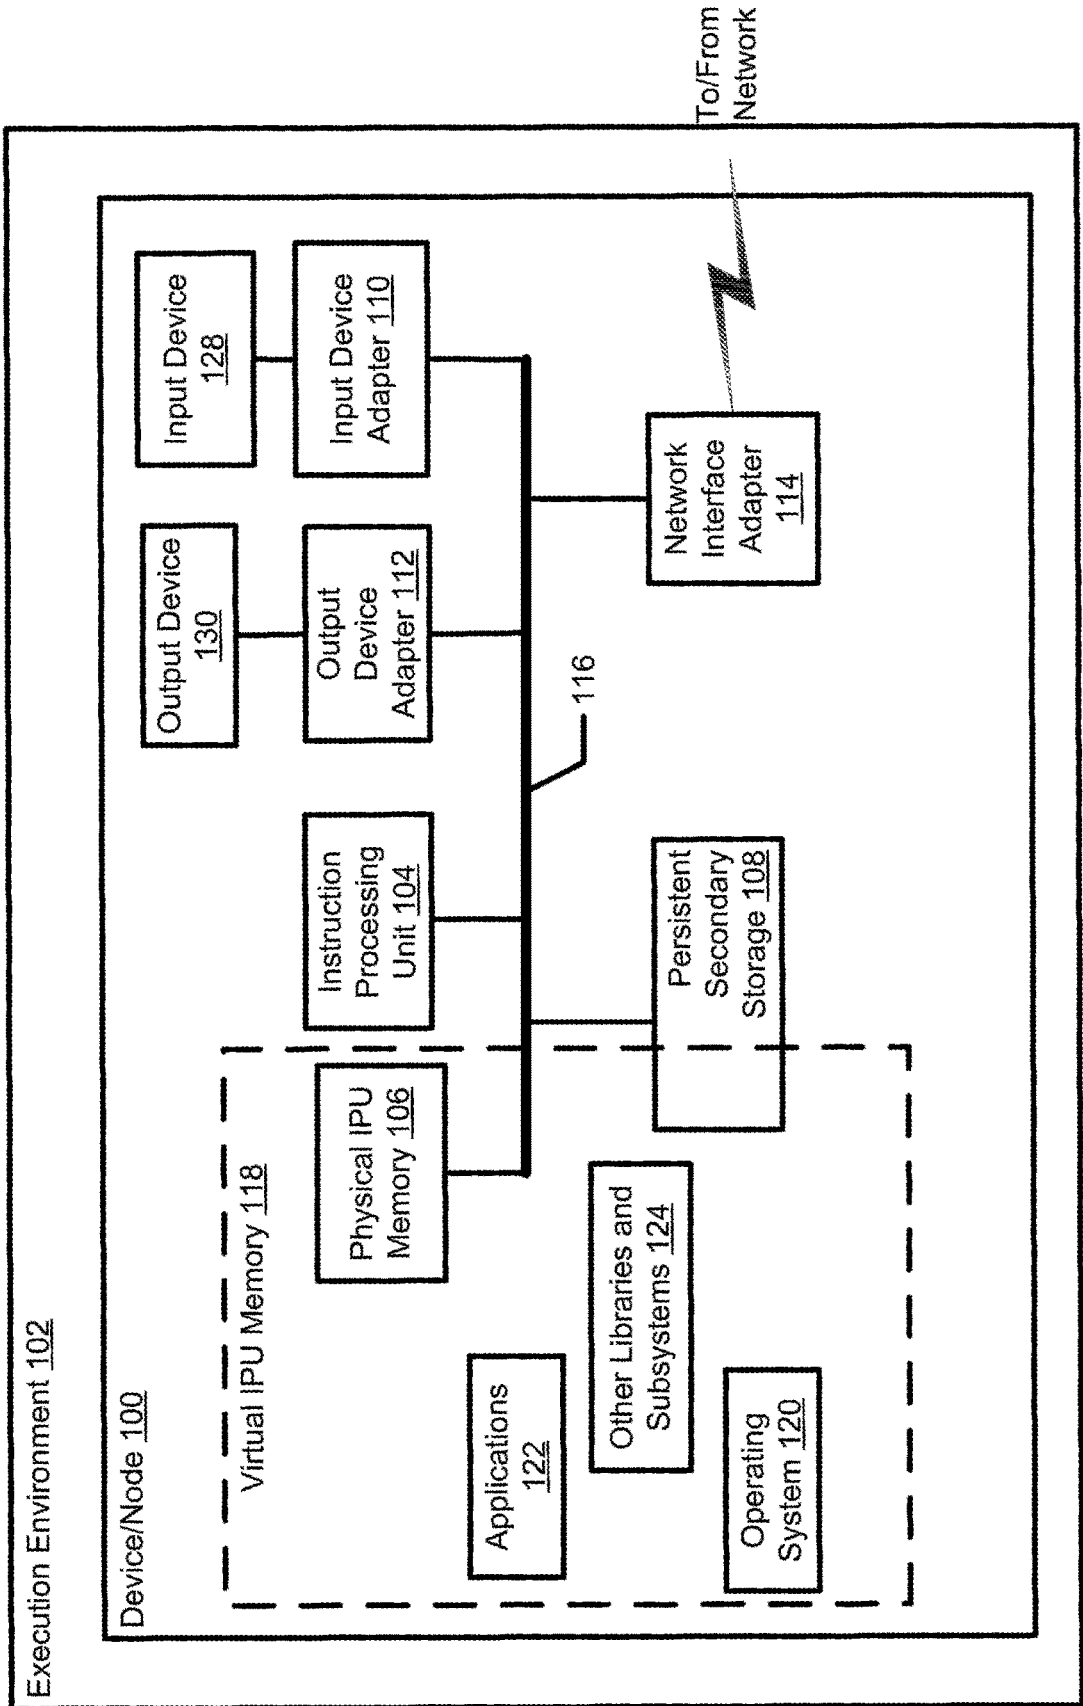 Execution Environment 102
Device/Node 100
Virtual IPU Memory 118
Output Device
130
Input Device
128
Physical IPU
Memory 106
Instruction
Processing
Unit 104
Output
Device
Adapter 112
Input Device
Adapter 110
Applications
122
116
Other Libraries and
Subsystems 124
Persistent
Secondary
Storage 108
Network
Interface
Adapter
114
To/From
Network
Operating
System 120